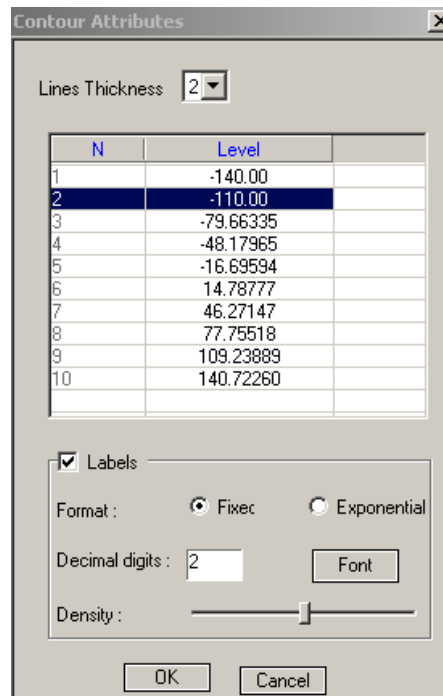 Contour Attributes
Lines Thickness 2
N Level
1 -140.00
2 -110.00
3 -79.66335
4 -48.17965
5 -16.69594
6 14.78777
7 46.27147
8 77.75518
9 109.23889
10 140.72260
Labels
Format : Fixec Exponential
Decimal digits : 2 Font
Density :
OK Cancel